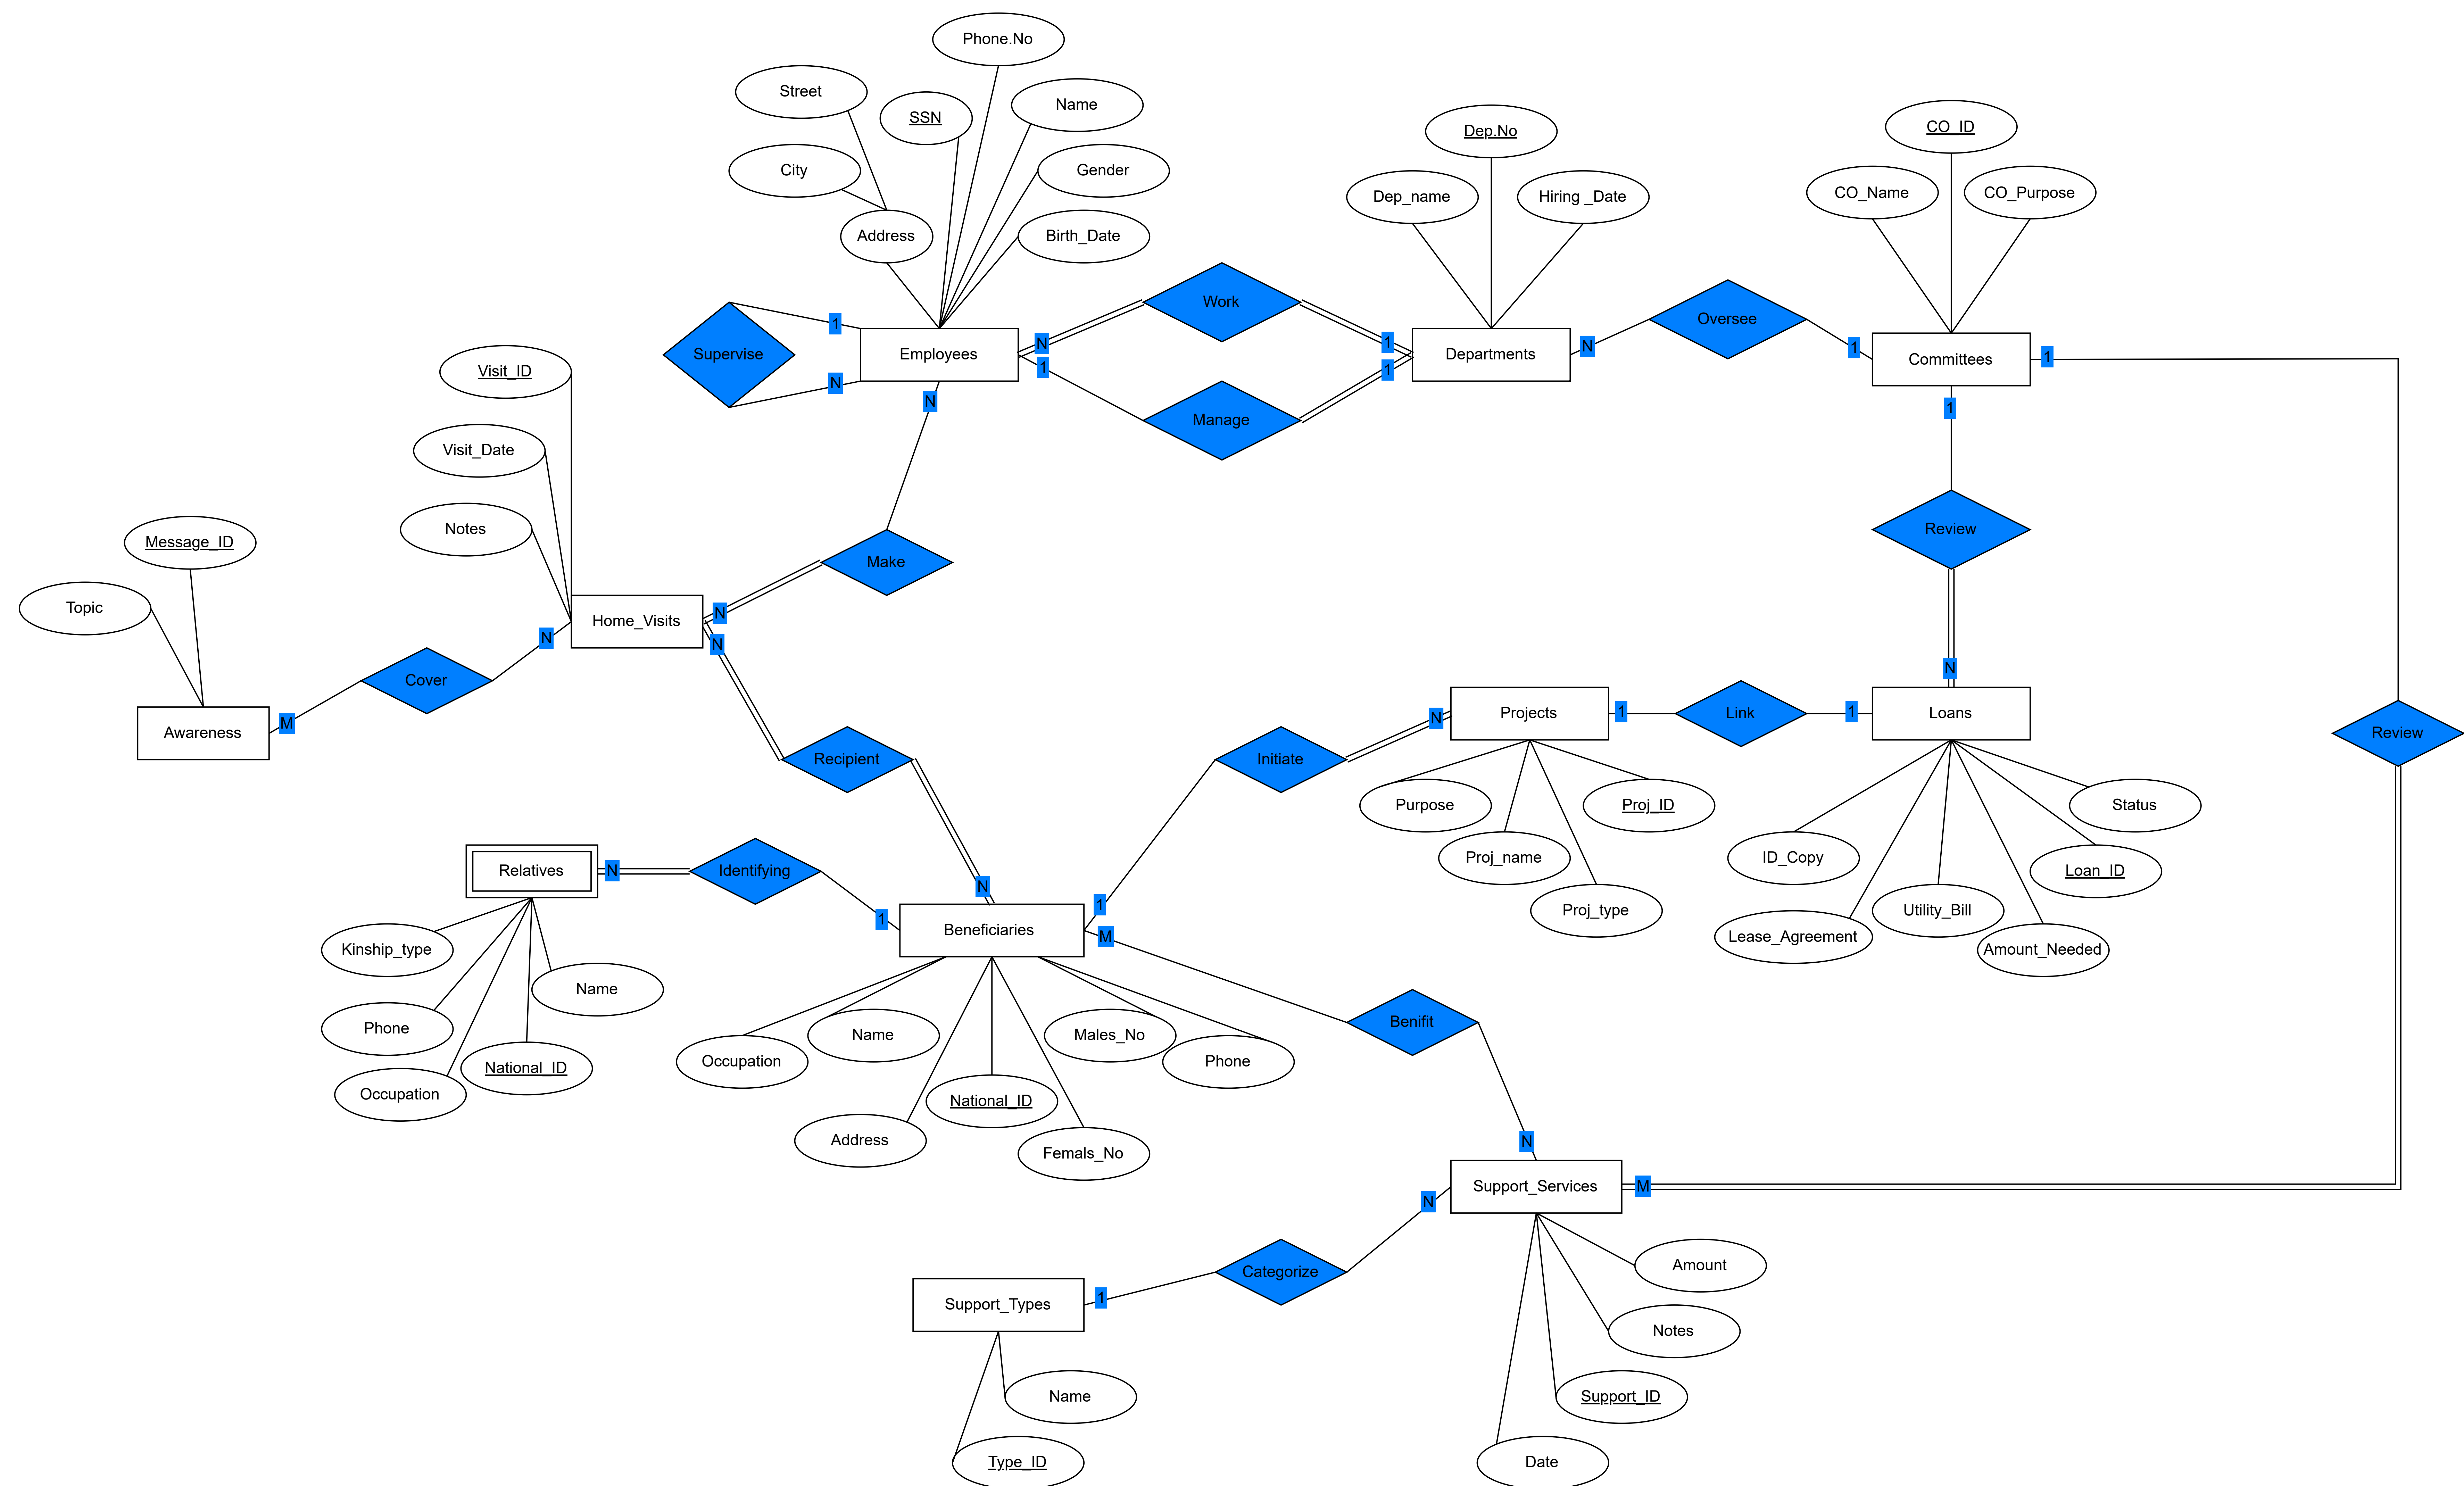 Phone.No
Street
SSN
Name
City
Gender
Address
Birth_Date
Dep.No
Dep_name
Hiring _Date
CO_ID
CO_Name
CO_Purpose
Work
Oversee
Supervise
1
N
Employees
N
1
1
1
Departments
N
1
Committees
1
Manage
N
1
Visit_ID
Visit_Date
Notes
Message_ID
Topic
Make
Review
Home_Visits
N
N
N
Cover
M
Awareness
N
Projects
1
Link
1
Loans
N
Review
Recipient
Initiate
Purpose
Proj_ID
Proj_name
Proj_type
Status
ID_Copy
Loan_ID
Utility_Bill
Lease_Agreement
Amount_Needed
Relatives
N
Identifying
1
N
1
Beneficiaries
M
Kinship_type
Name
Phone
National_ID
Occupation
Occupation
Name
Males_No
Phone
National_ID
Address
Femals_No
Benifit
N
Support_Services
M
N
Categorize
Support_Types
1
Amount
Notes
Support_ID
Date
Name
Type_ID